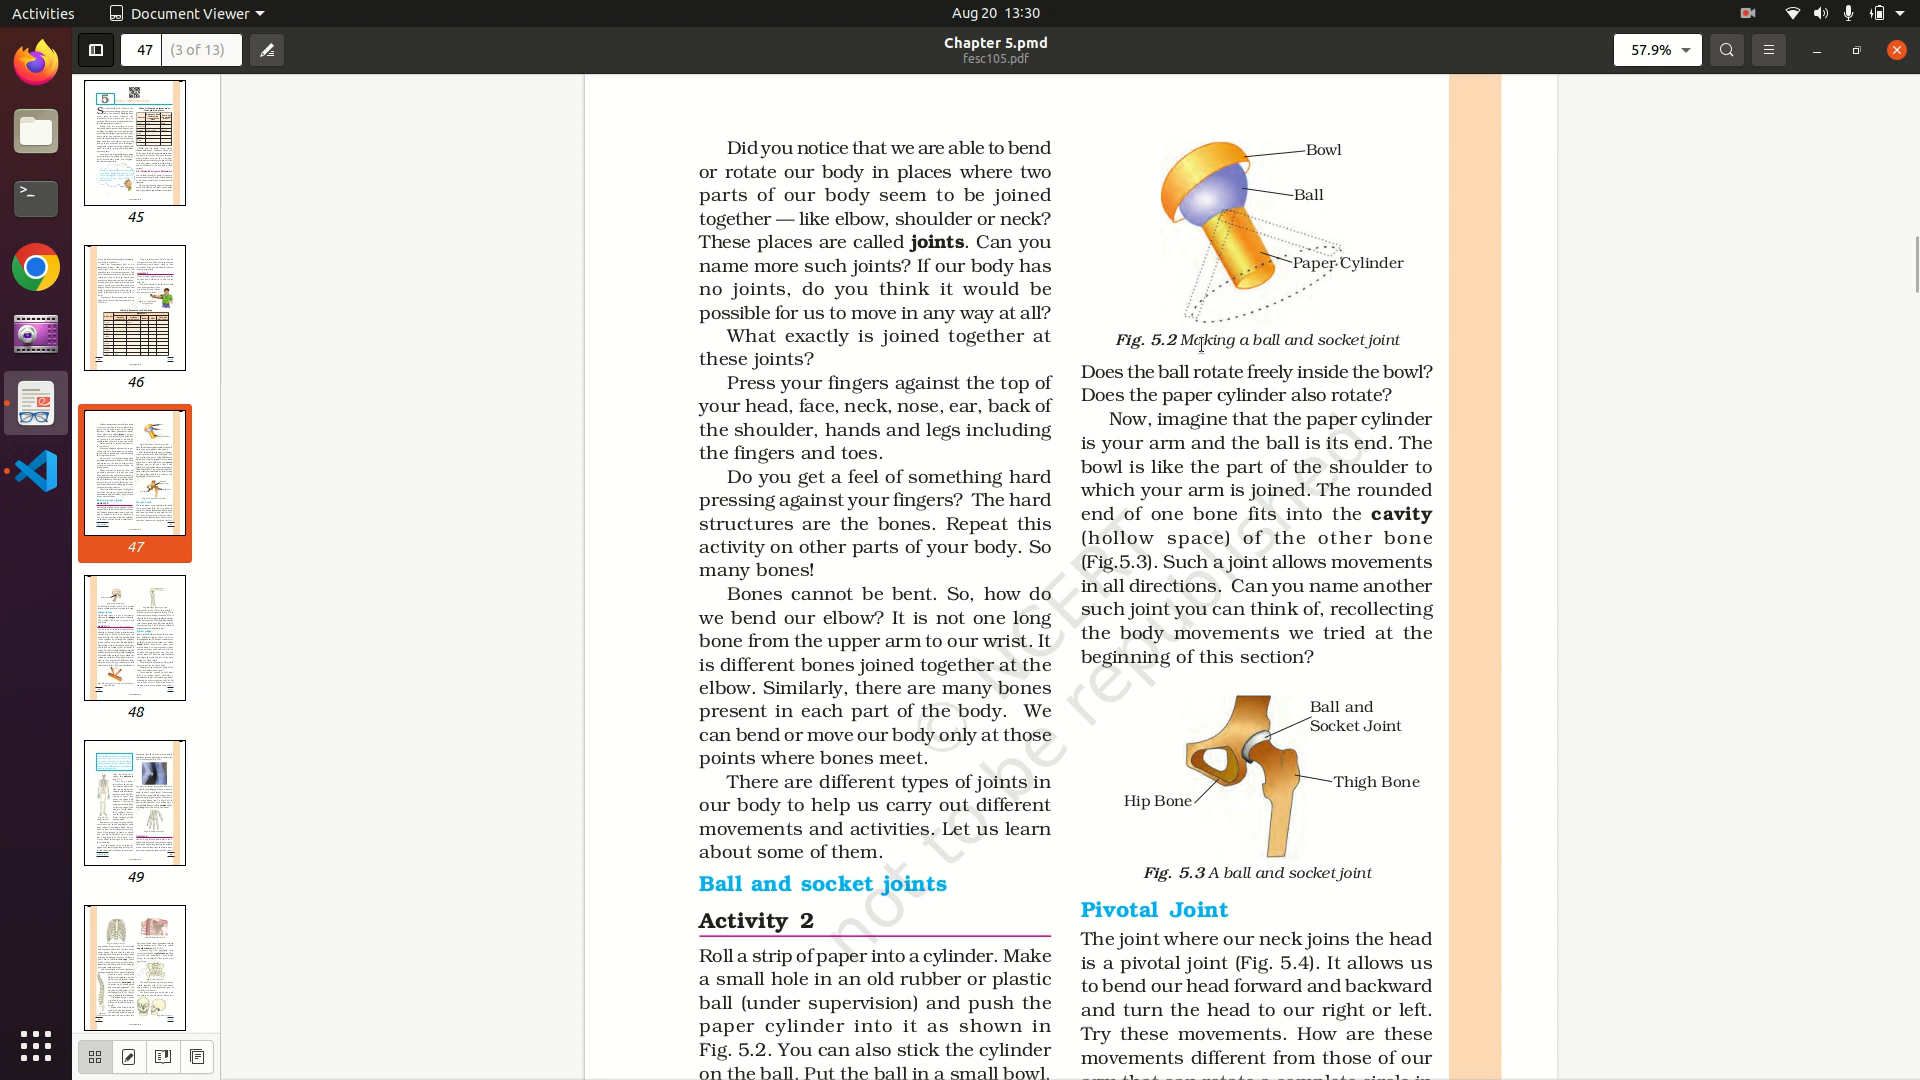 Activities
Document Viewer
Aug 20 13:30
47
(3 of 13)
Chapter 5.pmd
fesc105.pdf
57.9%
5
45
46
47
48
49
Did you notice that we are able to bend
or rotate our body in places where two
parts of our body seem to be joined
together — like elbow, shoulder or neck?
These places are called joints. Can you
name more such joints? If our body has
no joints, do you think it would be
possible for us to move in any way at all?
What exactly is joined together at
these joints?
Press your fingers against the top of
your head, face, neck, nose, ear, back of
the shoulder, hands and legs including
the fingers and toes.
Do you get a feel of something hard
pressing against your fingers? The hard
structures are the bones. Repeat this
activity on other parts of your body. So
many bones!
Bones cannot be bent. So, how do
we bend our elbow? It is not one long
bone from the upper arm to our wrist. It
is different bones joined together at the
elbow. Similarly, there are many bones
present in each part of the body. We
can bend or move our body only at those
points where bones meet.
There are different types of joints in
our body to help us carry out different
movements and activities. Let us learn
about some of them.
Ball and socket joints
Activity 2
Roll a strip of paper into a cylinder. Make
a small hole in an old rubber or plastic
ball (under supervision) and push the
paper cylinder into it as shown in
Fig. 5.2. You can also stick the cylinder
on the ball. Put the ball in a small bowl.
Bowl
Ball
Paper Cylinder
Fig. 5.2 Making a ball and socket joint
Does the ball rotate freely inside the bowl?
Does the paper cylinder also rotate?
Now, imagine that the paper cylinder
is your arm and the ball is its end. The
bowl is like the part of the shoulder to
which your arm is joined. The rounded
end of one bone fits into the cavity
(hollow space) of the other bone
(Fig.5.3). Such a joint allows movements
in all directions. Can you name another
such joint you can think of, recollecting
the body movements we tried at the
beginning of this section?
Ball and
Socket Joint
Thigh Bone
Hip Bone
Fig. 5.3 A ball and socket joint
Pivotal Joint
The joint where our neck joins the head
is a pivotal joint (Fig. 5.4). It allows us
to bend our head forward and backward
and turn the head to our right or left.
Try these movements. How are these
movements different from those of our
arm that can rotate a complete circle in
© NCERT
not to be republished